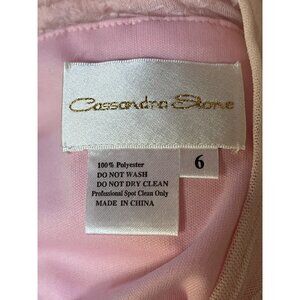 Cassandra Stone
6
100% Polyester
DO NOT WASH
DO NOT DRY CLEAN
Professional Spot Clean Only
MADE IN CHINA